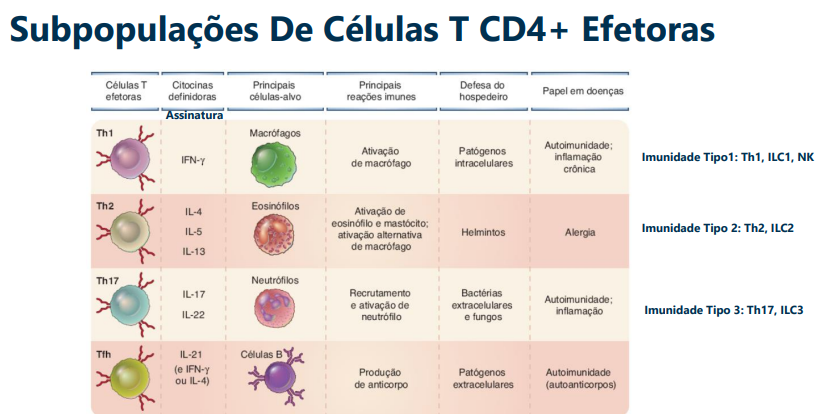 Subpopulações De Células T CD4+ Efetoras
Células T
efetoras
Citocinas
definidoras
Assinatura
Principais
células-alvo
Principais
reações imunes
Defesa do
hospedeiro
Papel em doenças
Th1
IFN-γ
Macrófagos
Ativação
de macrófago
Patógenos
intracelulares
Autoimunidade;
inflamação
crônica
Imunidade Tipo1: Th1, ILC1, NK
Th2
IL-4
IL-5
IL-13
Eosinófilos
Ativação de
eosinófilo e mastócito;
ativação alternativa
de macrófago
Helmintos
Alergia
Imunidade Tipo 2: Th2, ILC2
Th17
IL-17
IL-22
Neutrófilos
Recrutamento
e ativação de
neutrófilo
Bactérias
extracelulares
e fungos
Autoimunidade;
inflamação
Imunidade Tipo 3: Th17, ILC3
Tfh
IL-21
(e IFN-γ
ou IL-4)
Células B
Produção
de anticorpo
Patógenos
extracelulares
Autoimunidade
(autoanticorpos)